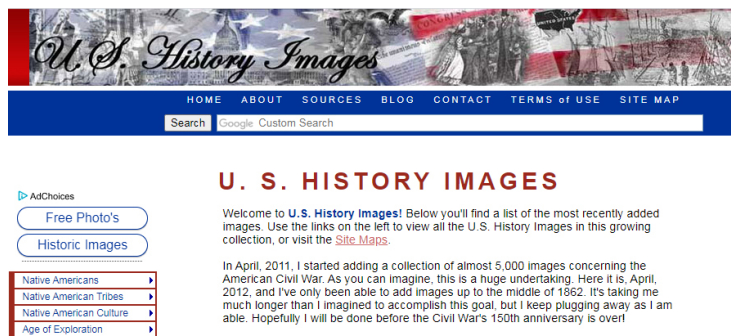 U. S. History Images
CONGRESS
UNITED STATES
HOME ABOUT SOURCES BLOG CONTACT TERMS of USE SITE MAP
Search Google Custom Search
AdChoices
Free Photo's
Historic Images
Native Americans
Native American Tribes
Native American Culture
Age of Exploration
U. S. HISTORY IMAGES
Welcome to U.S. History Images! Below you'll find a list of the most recently added
images. Use the links on the left to view all the U.S. History Images in this growing
collection, or visit the Site Maps.
In April, 2011, I started adding a collection of almost 5,000 images concerning the
American Civil War. As you can imagine, this is a huge undertaking. Here it is, April,
2012, and I've only been able to add images up to the middle of 1862. It's taking me
much longer than I imagined to accomplish this goal, but I keep plugging away as I am
able. Hopefully I will be done before the Civil War's 150th anniversary is over!